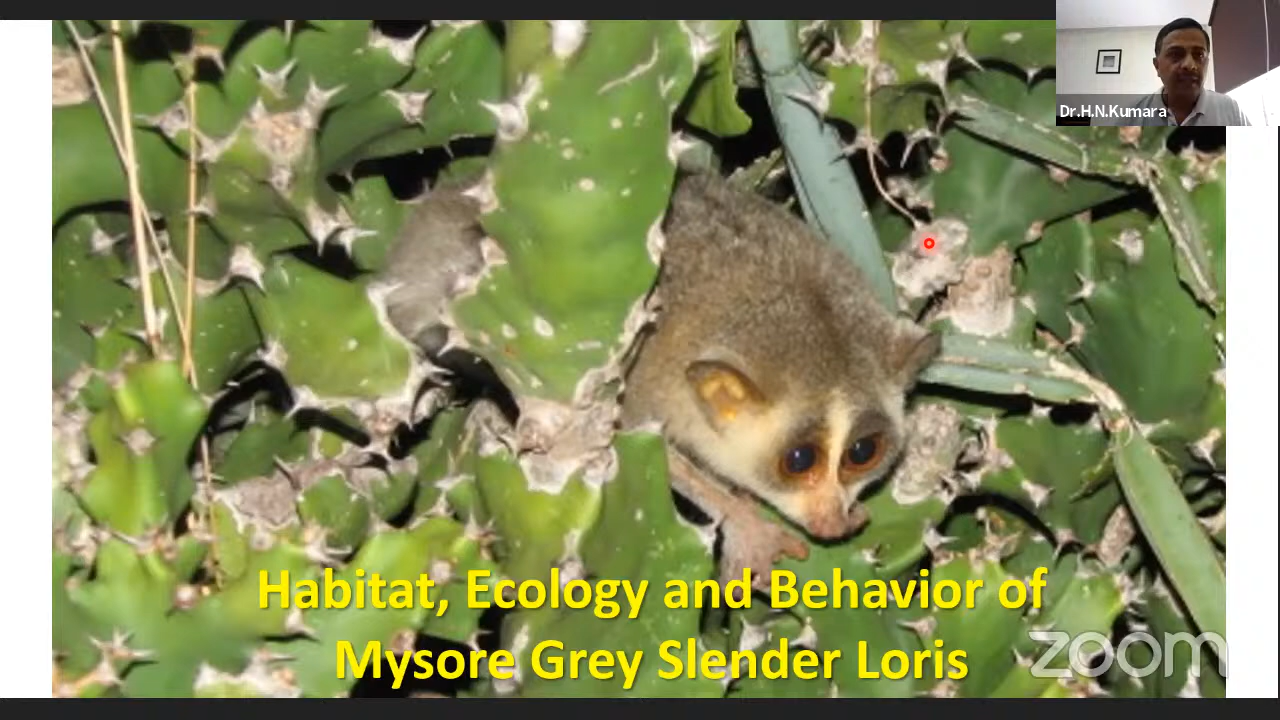 Dr.H.N.Kumara
Habitat, Ecology and Behavior of
Mysore Grey Slender Loris
zoom